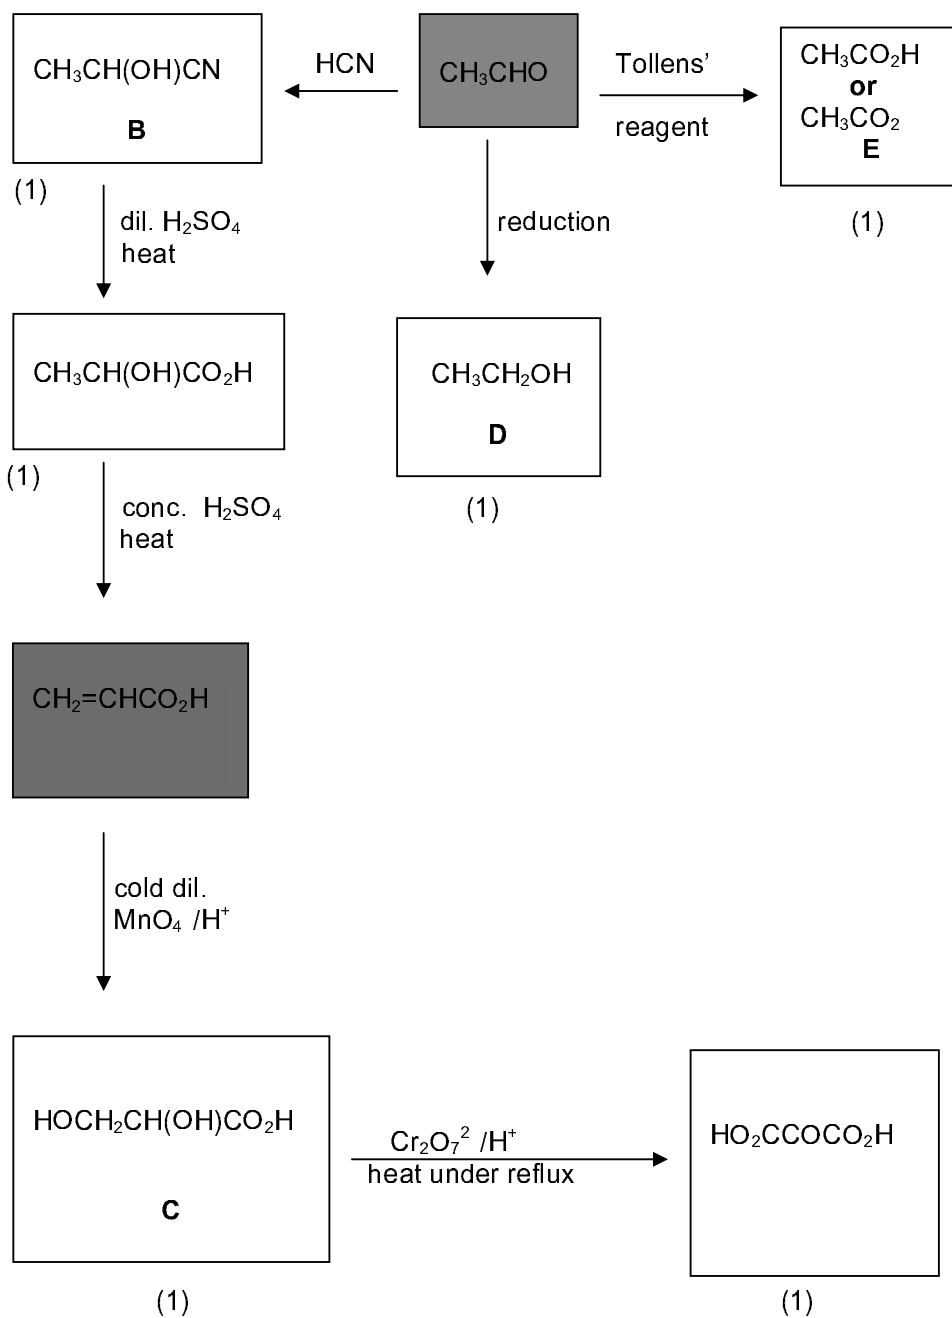 CH₃CH(OH)CN
B
(1)
HCN
CH₃CHO
Tollens'
reagent
CH₃CO₂H
or
CH₃CO₂
E
(1)
dil. H₂SO₄
heat
reduction
CH₃CH(OH)CO₂H
(1)
CH₃CH₂OH
D
(1)
conc. H₂SO₄
heat
CH₂=CHCO₂H
cold dil.
MnO₄ /H⁺
HOCH₂CH(OH)CO₂H
C
(1)
Cr₂O₇² /H⁺
heat under reflux
HO₂CCOCO₂H
(1)